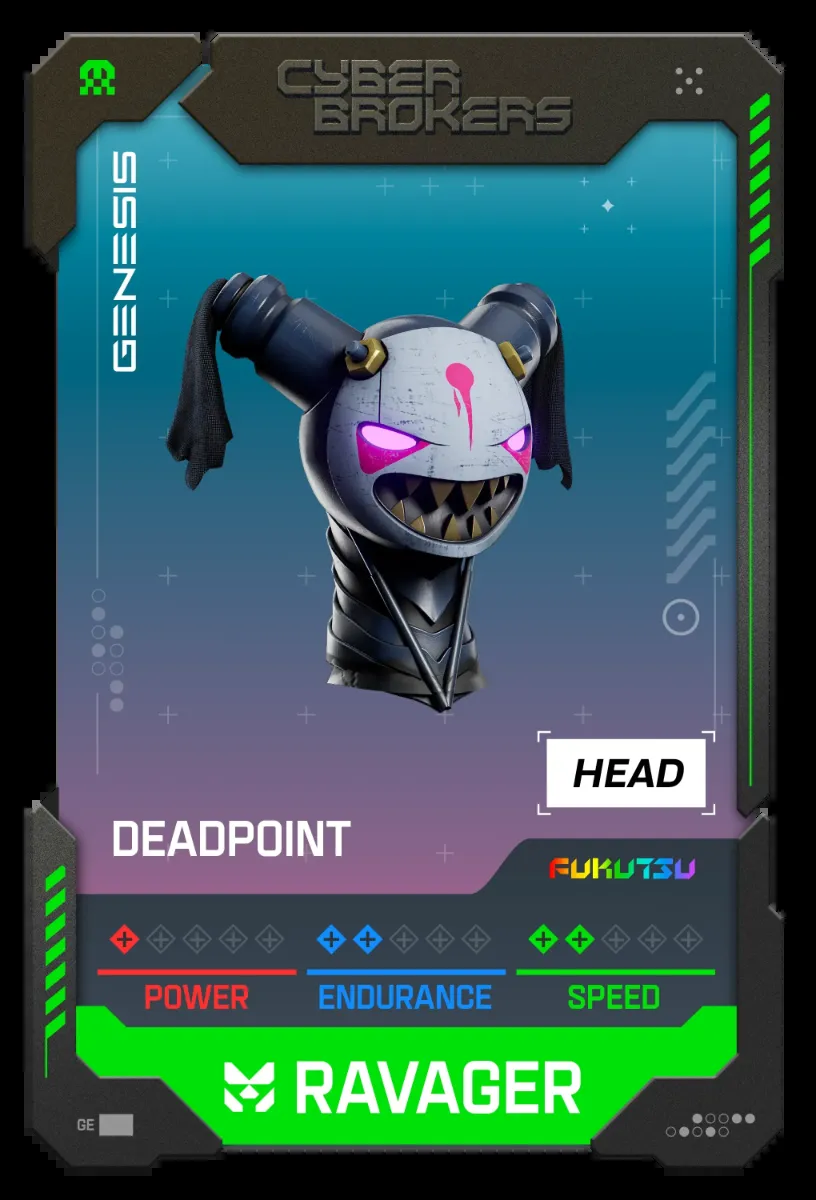 CYBER
BROKERS
GENESIS
HEAD
DEADPOINT
FUKUTSU
POWER
ENDURANCE
SPEED
RAVAGER
GE